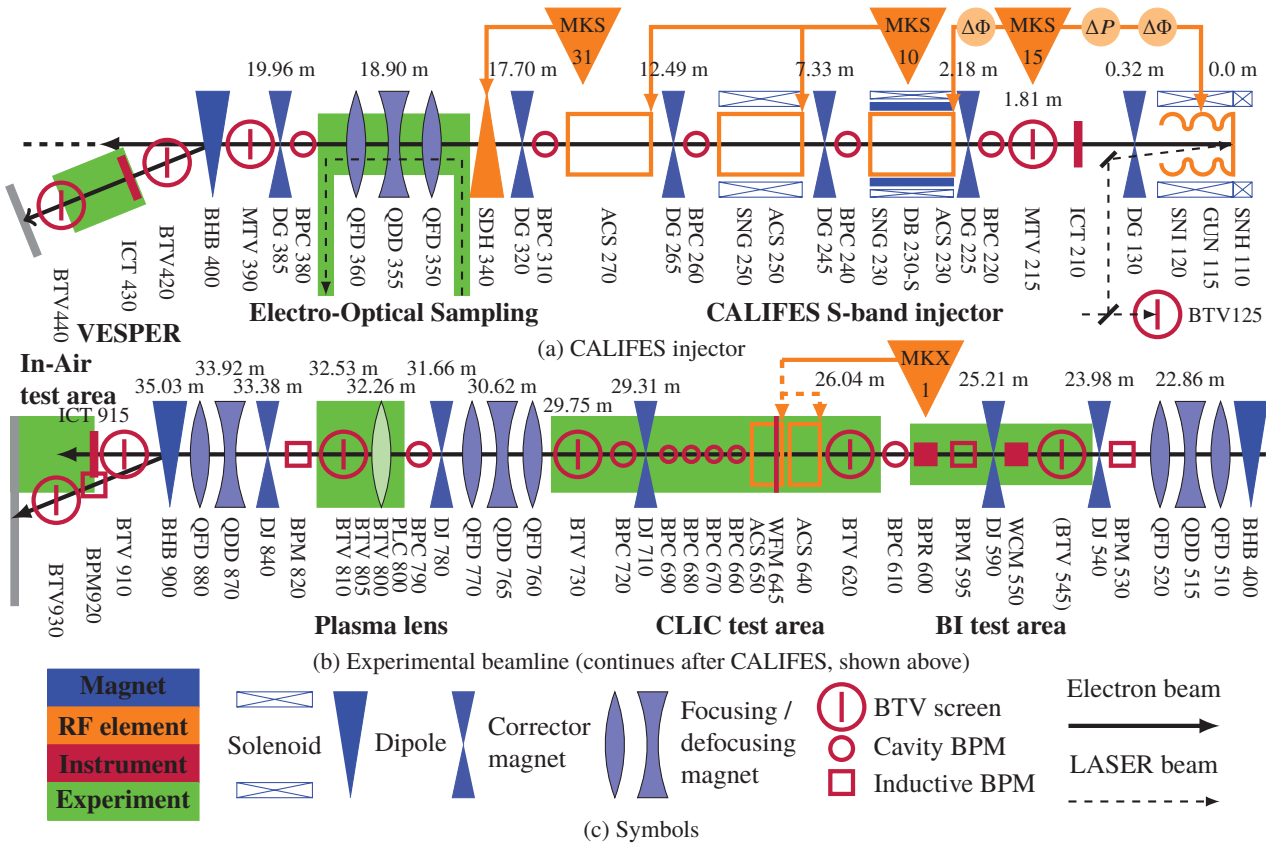 MKS
31
MKS
10
ΔΦ
MKS
15
ΔP
ΔΦ
19.96 m
18.90 m
17.70 m
12.49 m
7.33 m
2.18 m
1.81 m
0.32 m
0.0 m
BTV440
ICT 430
BTV420
BHB 400
MTV 390
DG 385
BPC 380
QFD 360
QDD 355
QFD 350
SDH 340
DG 320
BPC 310
ACS 270
DG 265
BPC 260
SNG 250
ACS 250
DG 245
BPC 240
SNG 230
DB 230-S
ACS 230
DG 225
BPC 220
MTV 215
ICT 210
DG 130
SNI 120
GUN 115
SNH 110
BTV125
VESPER
Electro-Optical Sampling
CALIFES S-band injector
(a) CALIFES injector
In-Air
test area
ICT 915
35.03 m
33.92 m
33.38 m
32.53 m
32.26 m
31.66 m
30.62 m
29.75 m
29.31 m
26.04 m
MKX
1
25.21 m
23.98 m
22.86 m
BTV930
BPM920
BTV 910
BHB 900
QFD 880
QDD 870
DJ 840
BPM 820
BTV 810
BTV 805
BTV 800
PLC 800
BPC 790
DJ 780
QFD 770
QDD 765
QFD 760
BTV 730
BPC 720
DJ 710
BPC 690
BPC 680
BPC 670
BPC 660
ACS 650
WFM 645
ACS 640
BTV 620
BPC 610
BPR 600
BPM 595
DJ 590
WCM 550
(BTV 545)
DJ 540
BPM 530
QFD 520
QDD 515
QFD 510
BHB 400
Plasma lens
CLIC test area
BI test area
(b) Experimental beamline (continues after CALIFES, shown above)
Magnet
RF element
Instrument
Experiment
Solenoid
Dipole
Corrector
magnet
Focusing /
defocusing
magnet
BTV screen
Cavity BPM
Inductive BPM
Electron beam
LASER beam
(c) Symbols